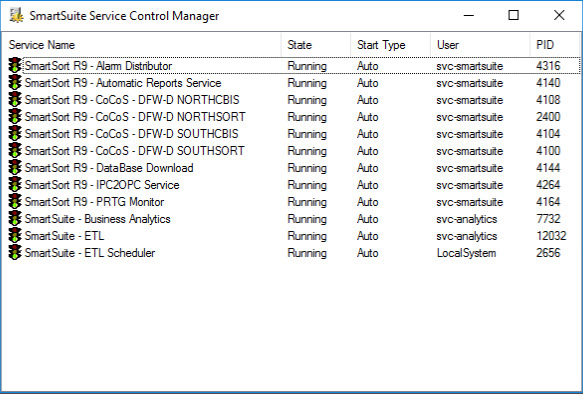 SmartSuite Service Control Manager
Service Name State Start Type User PID
SmartSort R9 - Alarm Distributor Running Auto svc-smartsuite 4316
SmartSort R9 - Automatic Reports Service Running Auto svc-smartsuite 4140
SmartSort R9 - CoCoS - DFW-D NORTHCBIS Running Auto svc-smartsuite 4108
SmartSort R9 - CoCoS - DFW-D NORTHSORT Running Auto svc-smartsuite 2400
SmartSort R9 - CoCoS - DFW-D SOUTHCBIS Running Auto svc-smartsuite 4104
SmartSort R9 - CoCoS - DFW-D SOUTHSORT Running Auto svc-smartsuite 4100
SmartSort R9 - DataBase Download Running Auto svc-smartsuite 4144
SmartSort R9 - IPC2OPC Service Running Auto svc-smartsuite 4264
SmartSort R9 - PRTG Monitor Running Auto svc-smartsuite 4164
SmartSuite - Business Analytics Running Auto svc-analytics 7732
SmartSuite - ETL Running Auto svc-analytics 12032
SmartSuite - ETL Scheduler Running Auto LocalSystem 2656